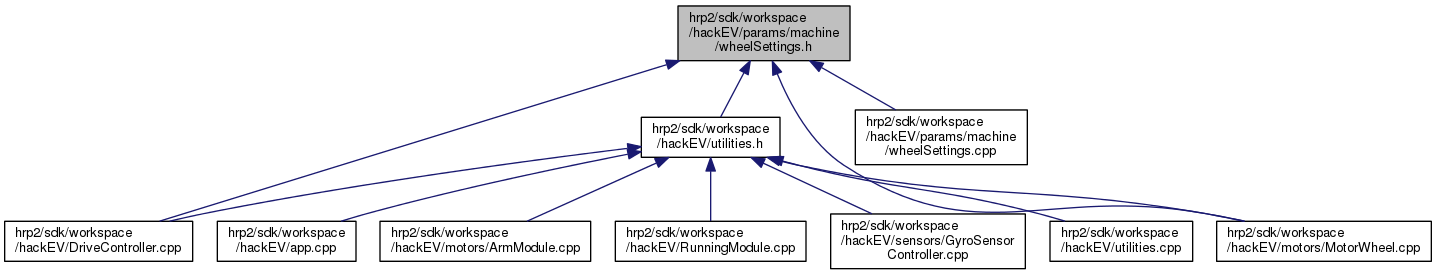 hrp2/sdk/workspace
/hackEV/params/machine
/wheelSettings.h
hrp2/sdk/workspace
/hackEV/utilities.h
hrp2/sdk/workspace
/hackEV/params/machine
/wheelSettings.cpp
hrp2/sdk/workspace
/hackEV/DriveController.cpp
hrp2/sdk/workspace
/hackEV/app.cpp
hrp2/sdk/workspace
/hackEV/motors/ArmModule.cpp
hrp2/sdk/workspace
/hackEV/RunningModule.cpp
hrp2/sdk/workspace
/hackEV/sensors/GyroSensor
Controller.cpp
hrp2/sdk/workspace
/hackEV/utilities.cpp
hrp2/sdk/workspace
/hackEV/motors/MotorWheel.cpp